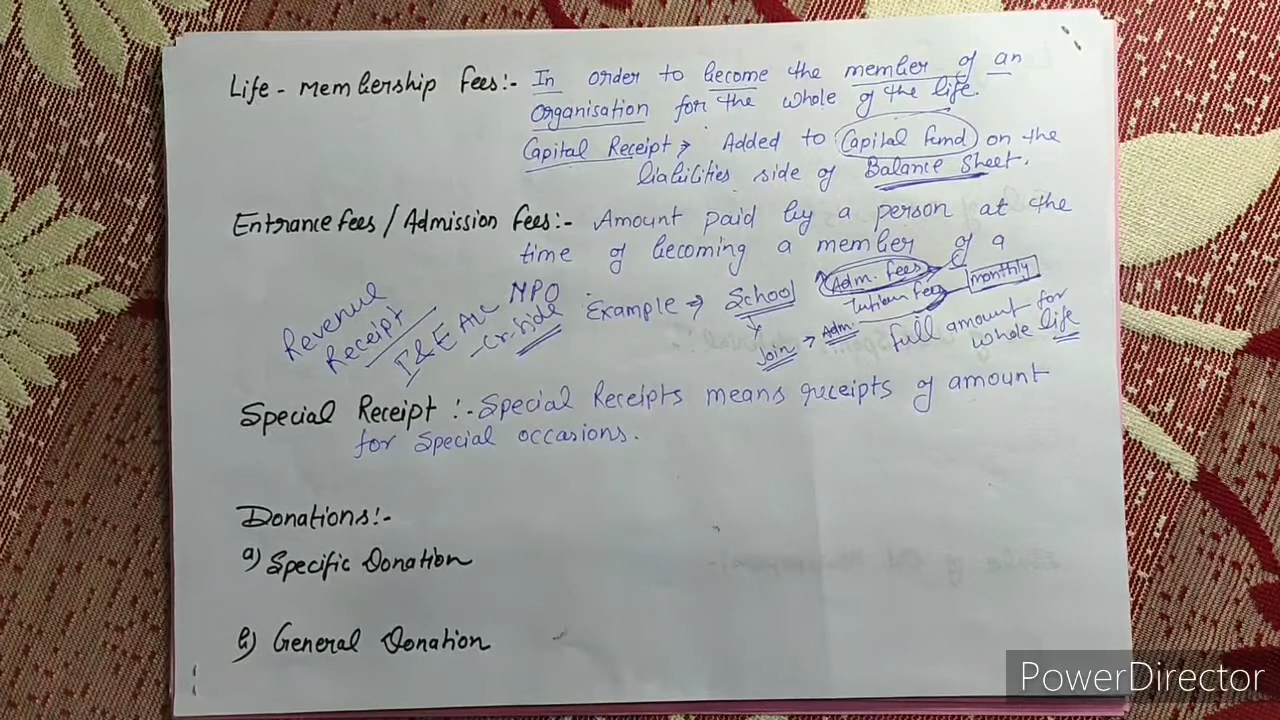 Life - membership Fees:- In order to become the member of an
Organisation for the whole of the life.
Capital Receipt → Added to Capital Fund on the
liabilities side of Balance Sheet.
Entrance fees / Admission Fees:- Amount paid by a person at the
time of becoming a member of a
NPO Example → School Adm. Fees monthly
Tution Fees
Revenue
Receipt I&E A/c
Cr. side
Join → Adm. full amount for
whole life
Special Receipt :- Special Receipts means receipts of amount
for special occasions.
Donations:-
a) Specific Donation
b) General Donation
PowerDirector